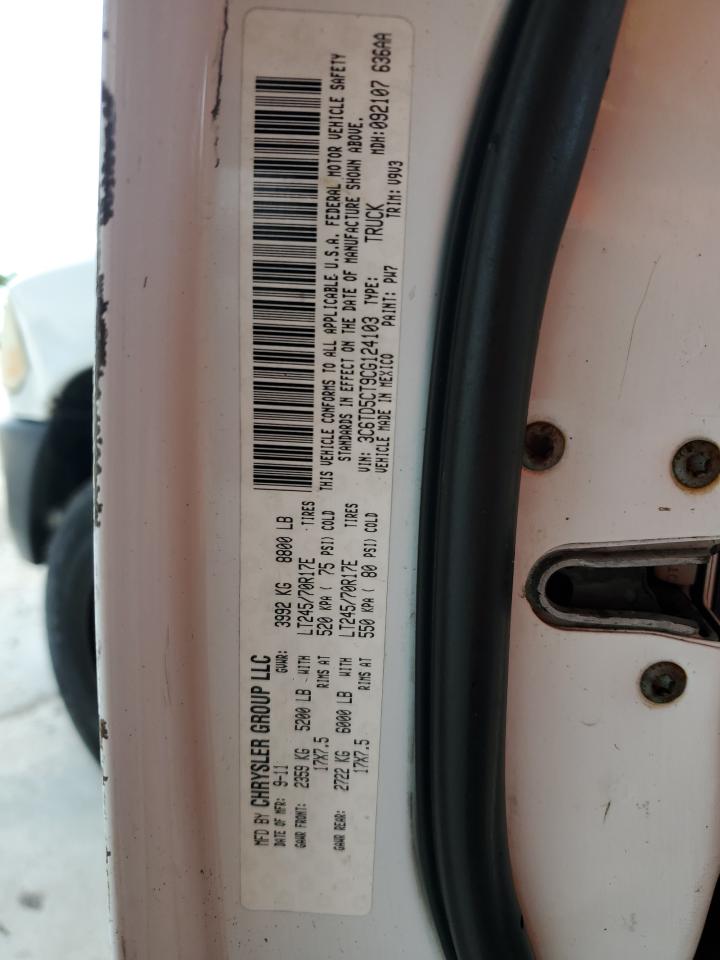 MFD BY CHRYSLER GROUP LLC
DATE OF MFR: 9-11 GVWR: 3992 KG 8800 LB
GAWR FRONT: 2359 KG 5200 LB WITH LT245/70R17E TIRES
17X7.5 RIMS AT 520 KPA ( 75 PSI) COLD
GAWR REAR: 2722 KG 6000 LB WITH LT245/70R17E TIRES
17X7.5 RIMS AT 550 KPA ( 80 PSI) COLD
THIS VEHICLE CONFORMS TO ALL APPLICABLE U.S.A. FEDERAL MOTOR VEHICLE SAFETY
STANDARDS IN EFFECT ON THE DATE OF MANUFACTURE SHOWN ABOVE.
VIN: 3C6TD5CT9CG124103 TYPE: TRUCK MDH:092107 636AA
VEHICLE MADE IN MEXICO PAINT: PW7 TRIM: V9V3